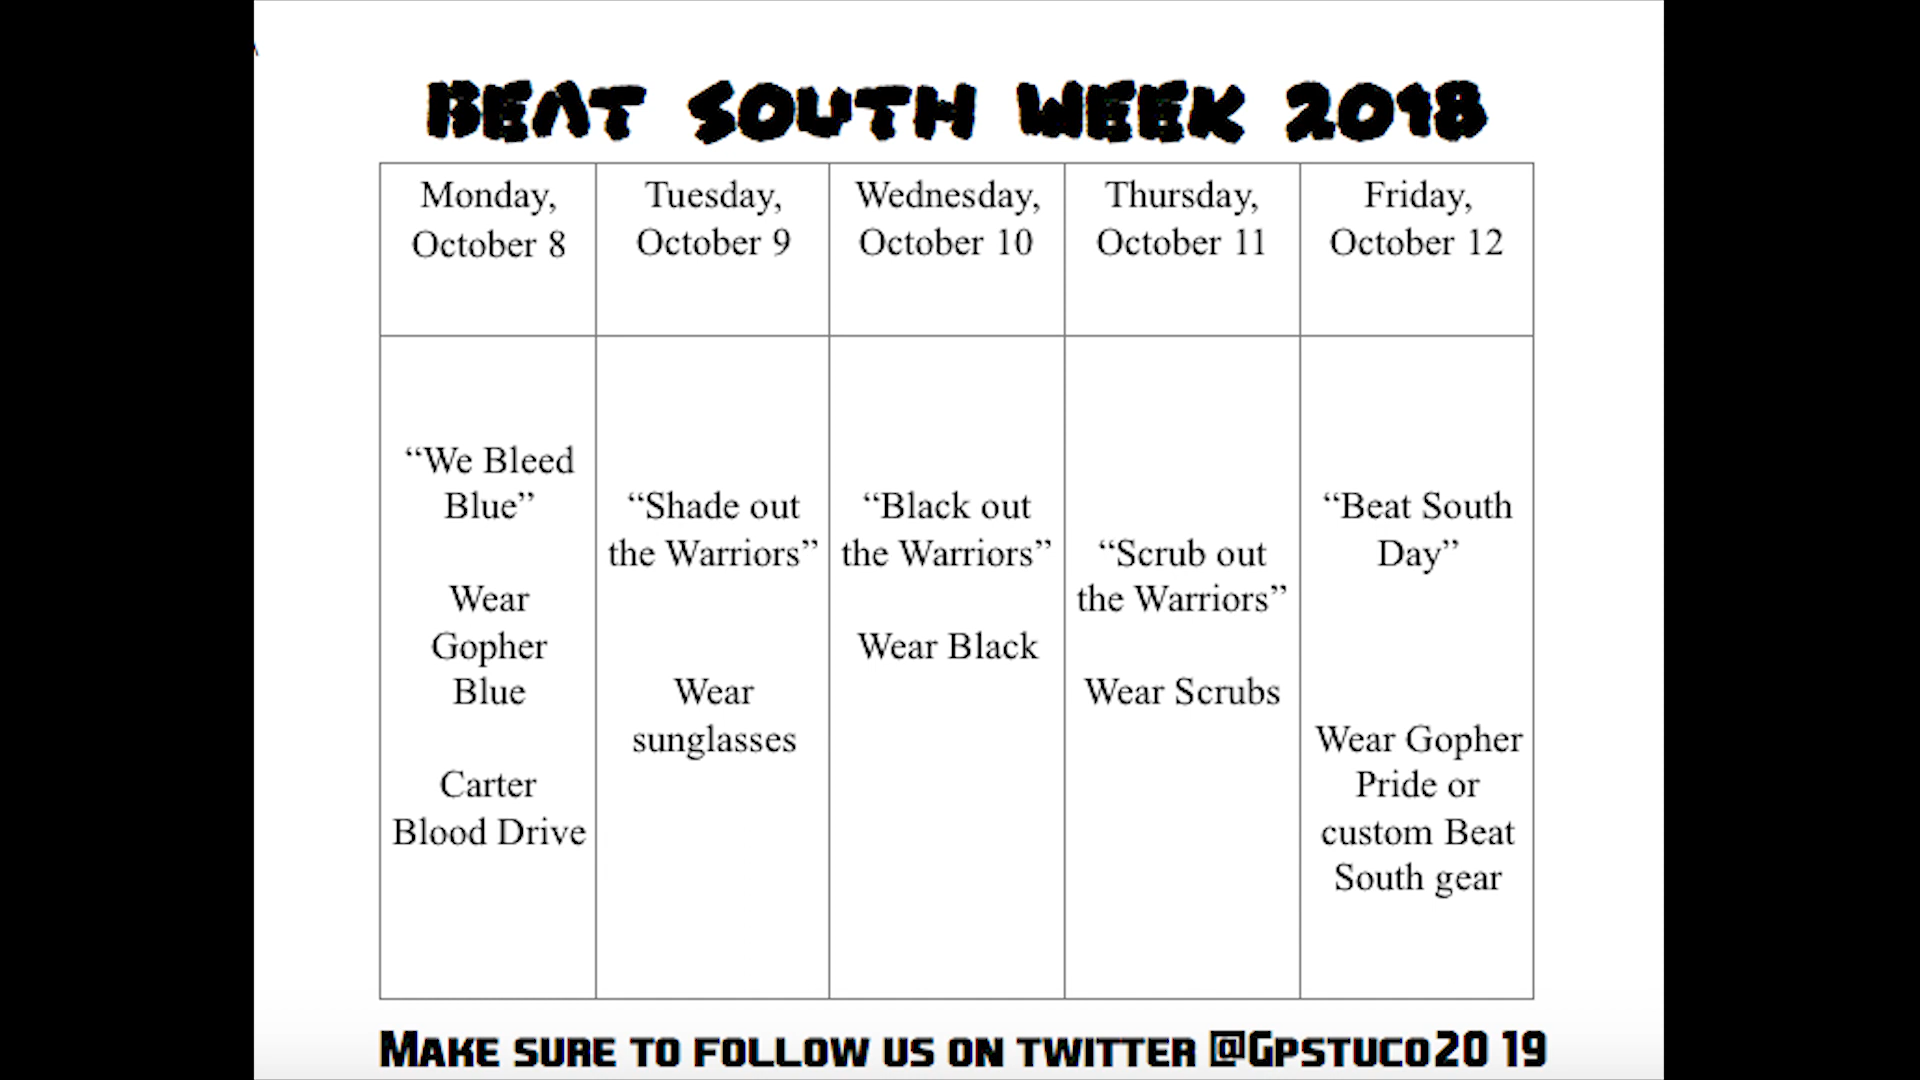 BEAT SOUTH WEEK 2018
Monday,
October 8
Tuesday,
October 9
Wednesday,
October 10
Thursday,
October 11
Friday,
October 12
“We Bleed
Blue”
Wear
Gopher
Blue
Carter
Blood Drive
“Shade out
the Warriors”
Wear
sunglasses
“Black out
the Warriors”
Wear Black
“Scrub out
the Warriors”
Wear Scrubs
“Beat South
Day”
Wear Gopher
Pride or
custom Beat
South gear
MAKE SURE TO FOLLOW US ON TWITTER @GPSTUCO2019